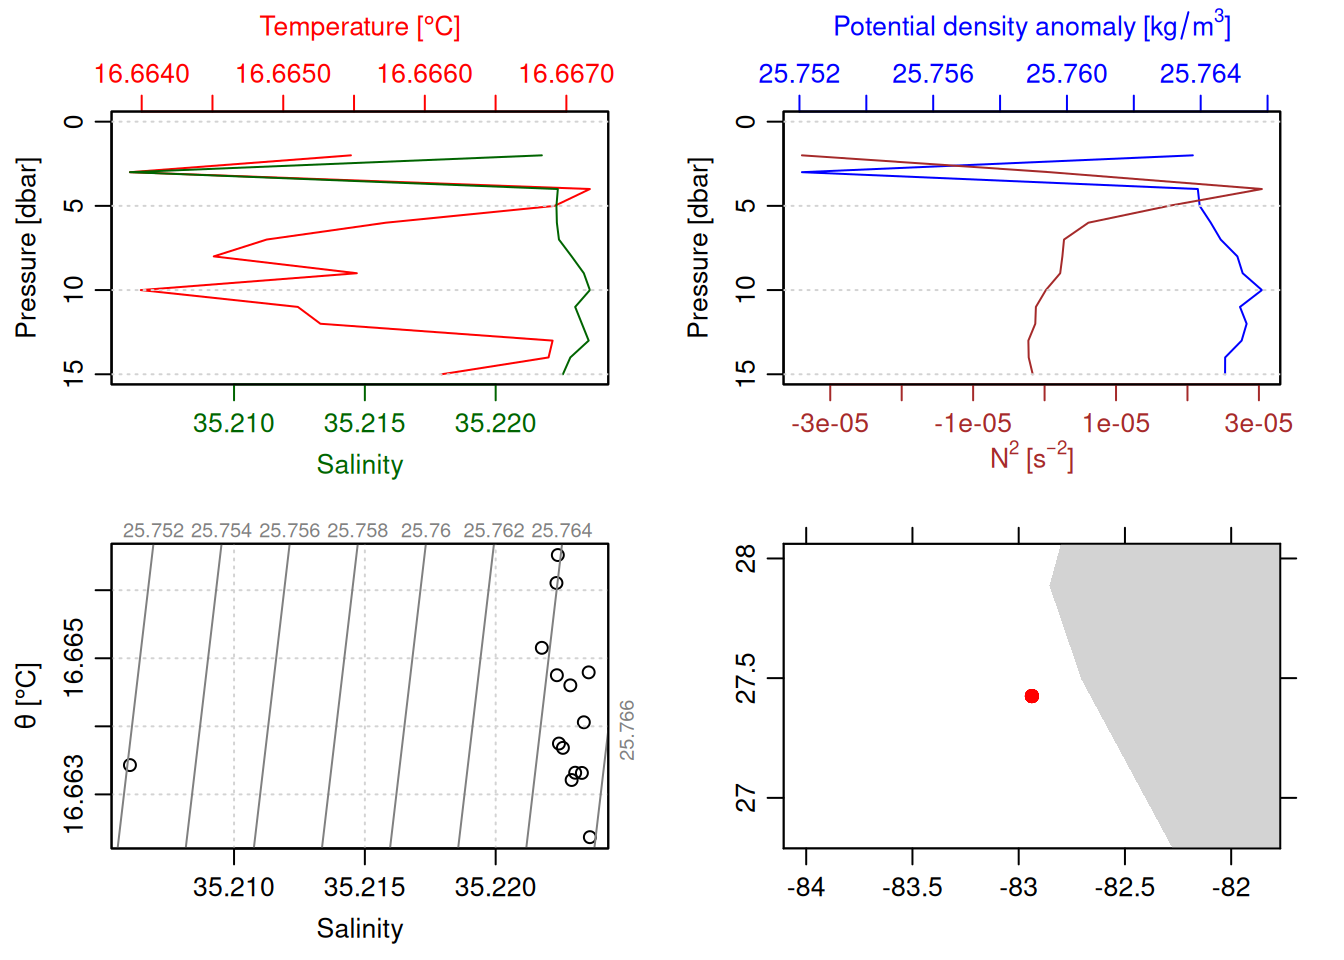 Temperature [°C]
16.6640 16.6650 16.6660 16.6670
0
5
10
15
Pressure [dbar]
35.210 35.215 35.220
Salinity
Potential density anomaly [kg/m³]
25.752 25.756 25.760 25.764
0
5
10
15
Pressure [dbar]
-3e-05 -1e-05 1e-05 3e-05
N² [s⁻²]
25.752 25.754 25.756 25.758 25.76 25.762 25.764
25.766
16.665
16.663
θ [°C]
35.210 35.215 35.220
Salinity
28
27.5
27
-84 -83.5 -83 -82.5 -82